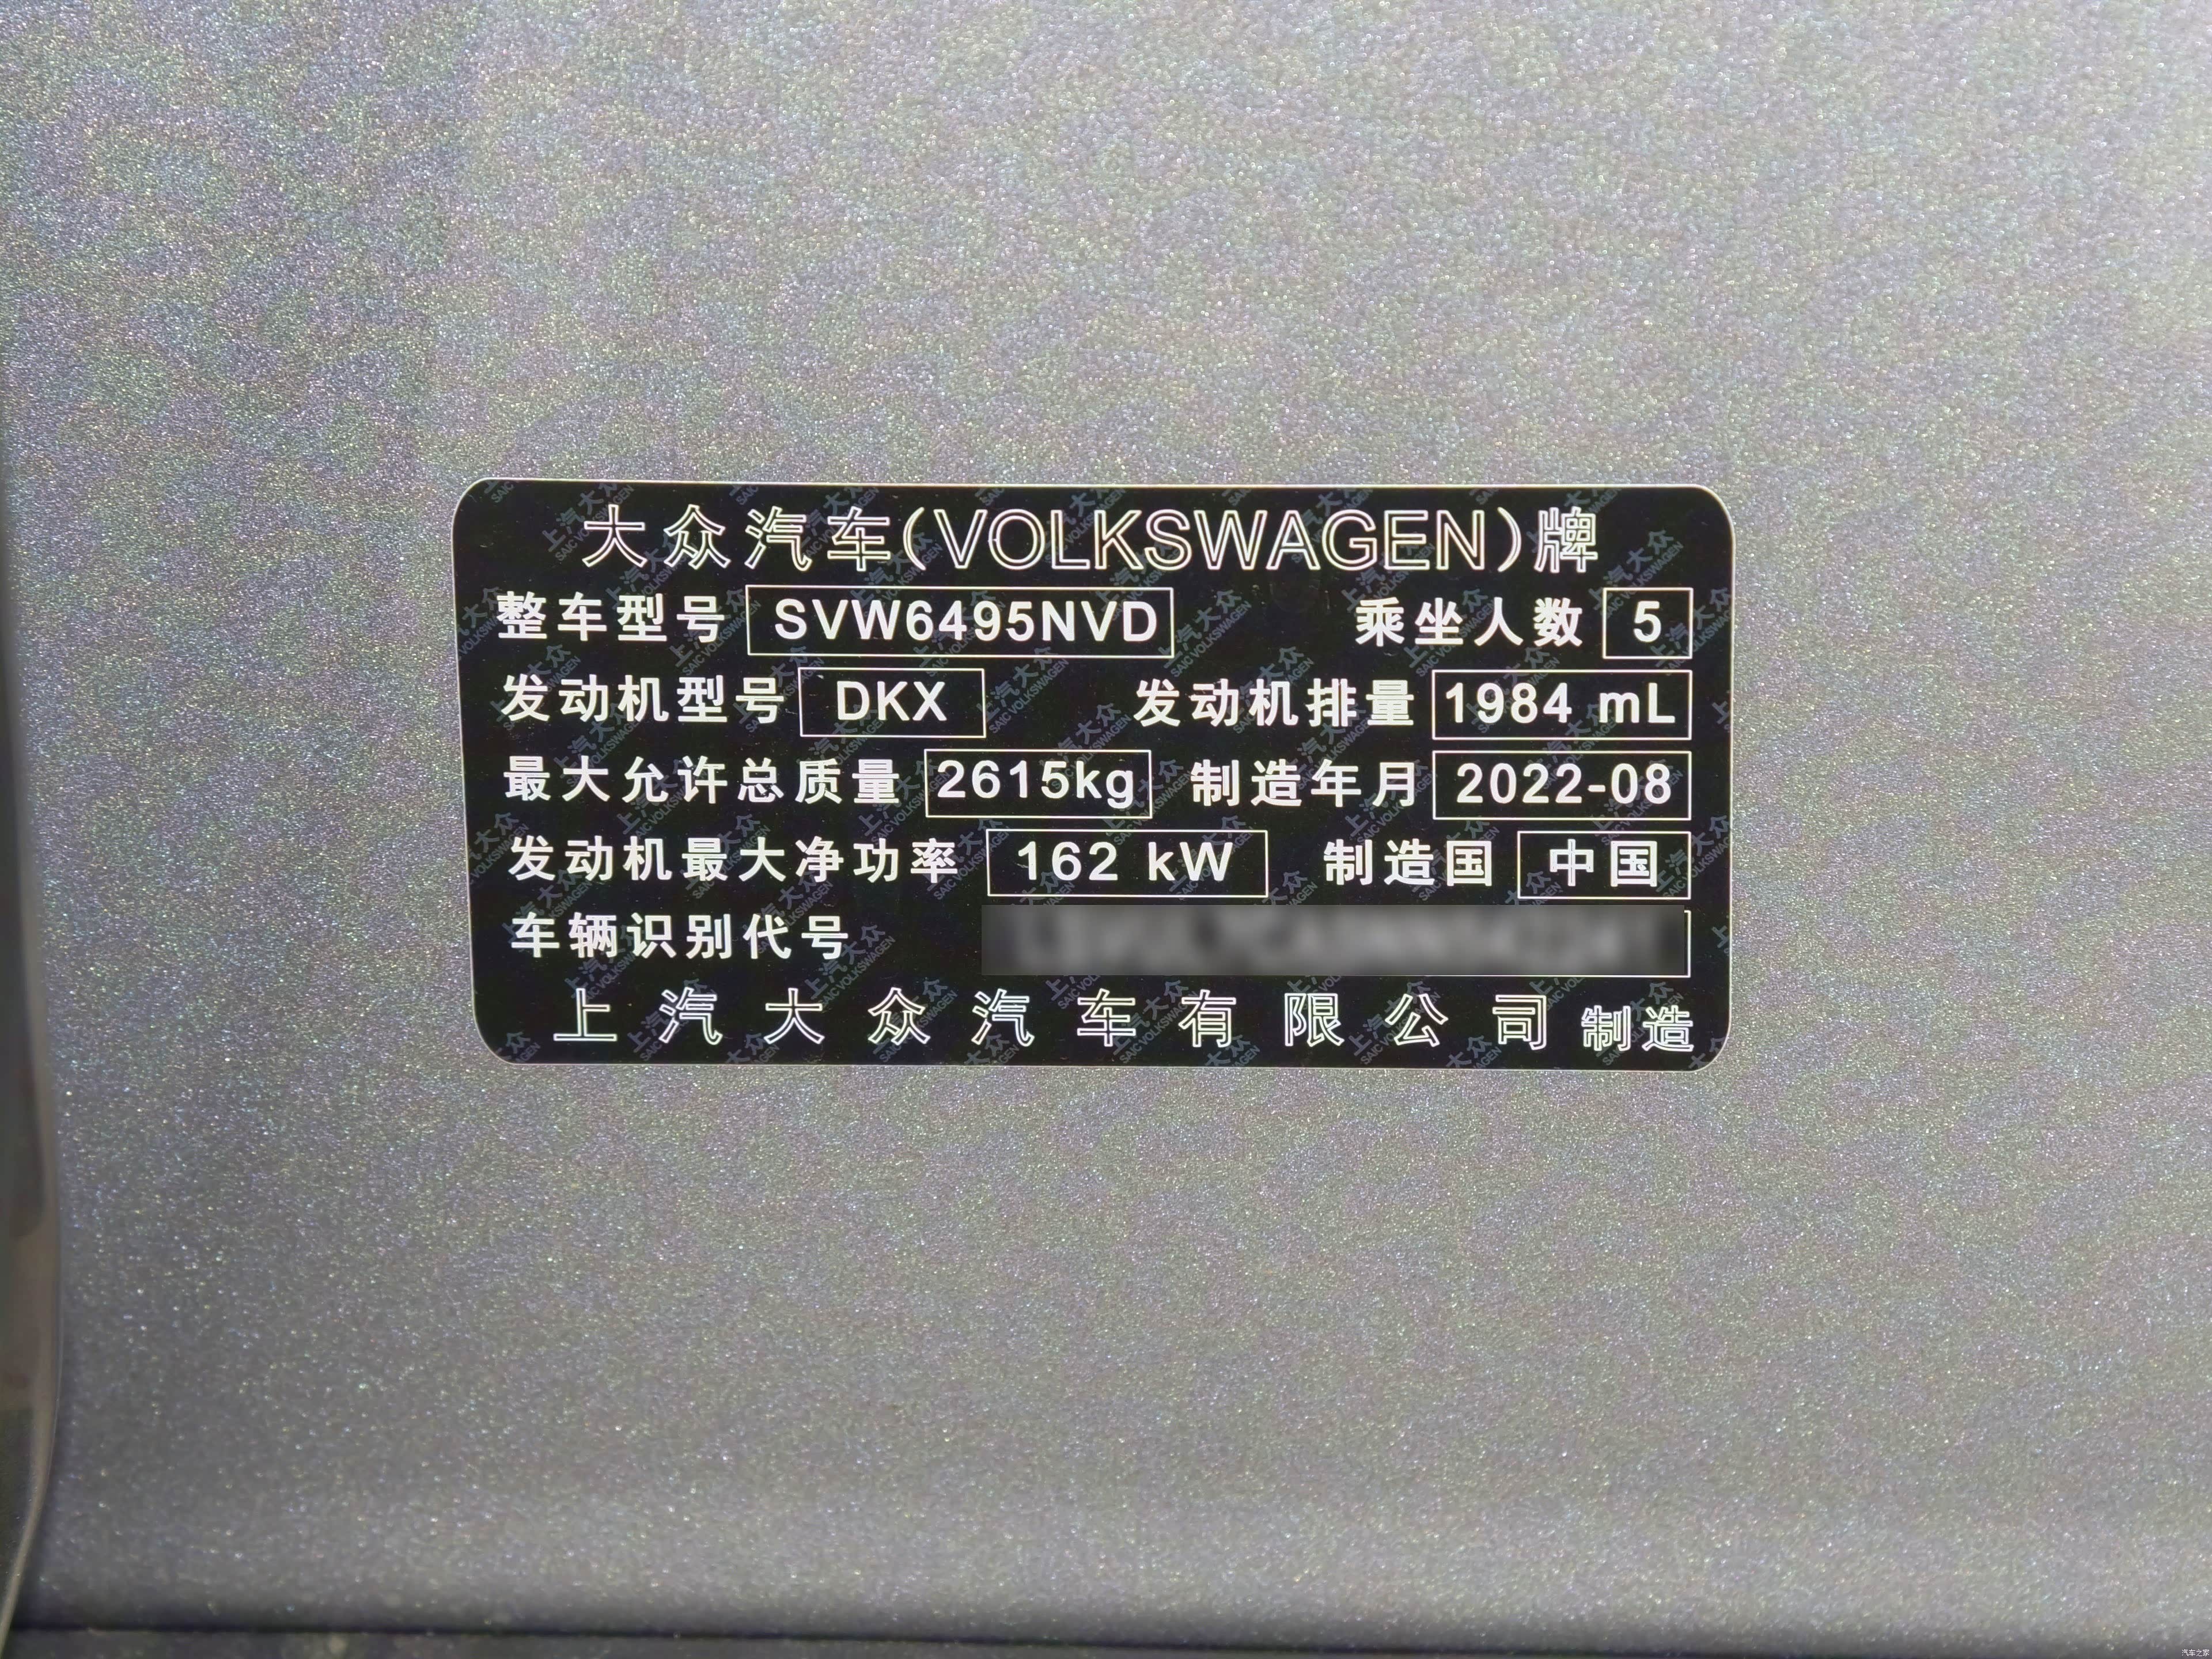 大众汽车(VOLKSWAGEN)牌
整车型号 SVW6495NVD 乘坐人数 5
发动机型号 DKX 发动机排量 1984 mL
最大允许总质量 2615kg 制造年月 2022-08
发动机最大净功率 162 kW 制造国 中国
车辆识别代号
上汽大众汽车有限公司 制造
汽车之家